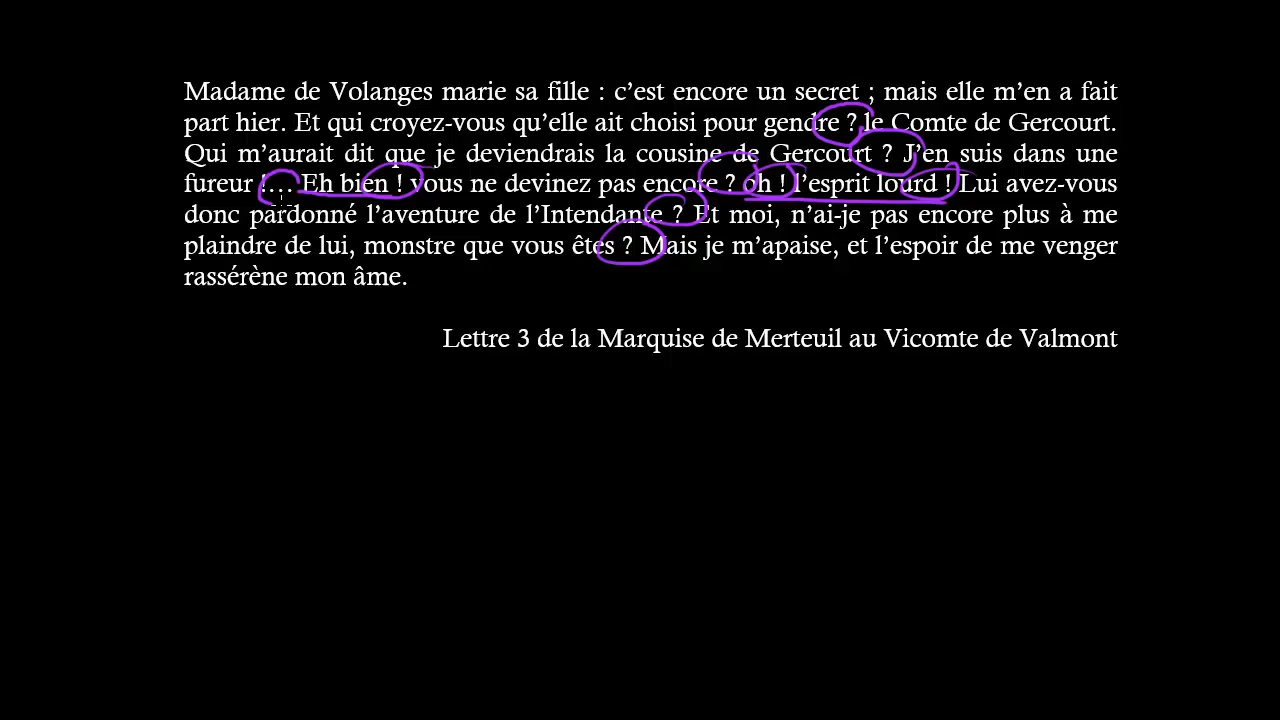 Madame de Volanges marie sa fille : c’est encore un secret ; mais elle m’en a fait
part hier. Et qui croyez-vous qu’elle ait choisi pour gendre ? le Comte de Gercourt.
Qui m’aurait dit que je deviendrais la cousine de Gercourt ? J’en suis dans une
fureur !… Eh bien ! vous ne devinez pas encore ? oh ! l’esprit lourd ! Lui avez-vous
donc pardonné l’aventure de l’Intendante ? Et moi, n’ai-je pas encore plus à me
plaindre de lui, monstre que vous êtes ? Mais je m’apaise, et l’espoir de me venger
rassérène mon âme.
Lettre 3 de la Marquise de Merteuil au Vicomte de Valmont